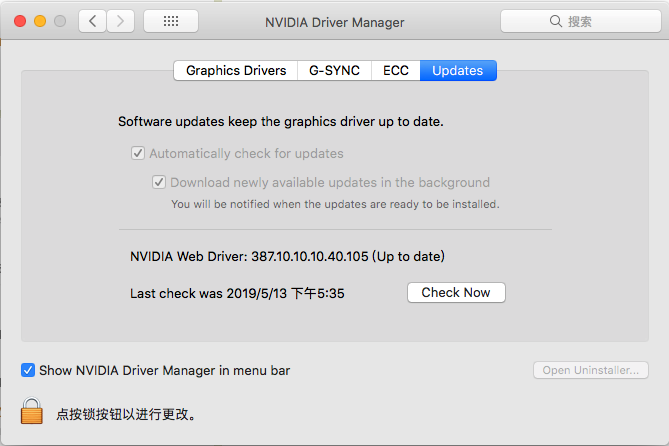 NVIDIA Driver Manager
搜索
Graphics Drivers
G-SYNC
ECC
Updates
Software updates keep the graphics driver up to date.
Automatically check for updates
Download newly available updates in the background
You will be notified when the updates are ready to be installed.
NVIDIA Web Driver: 387.10.10.10.40.105 (Up to date)
Last check was 2019/5/13 下午5:35
Check Now
Show NVIDIA Driver Manager in menu bar
Open Uninstaller...
点按锁按钮以进行更改。